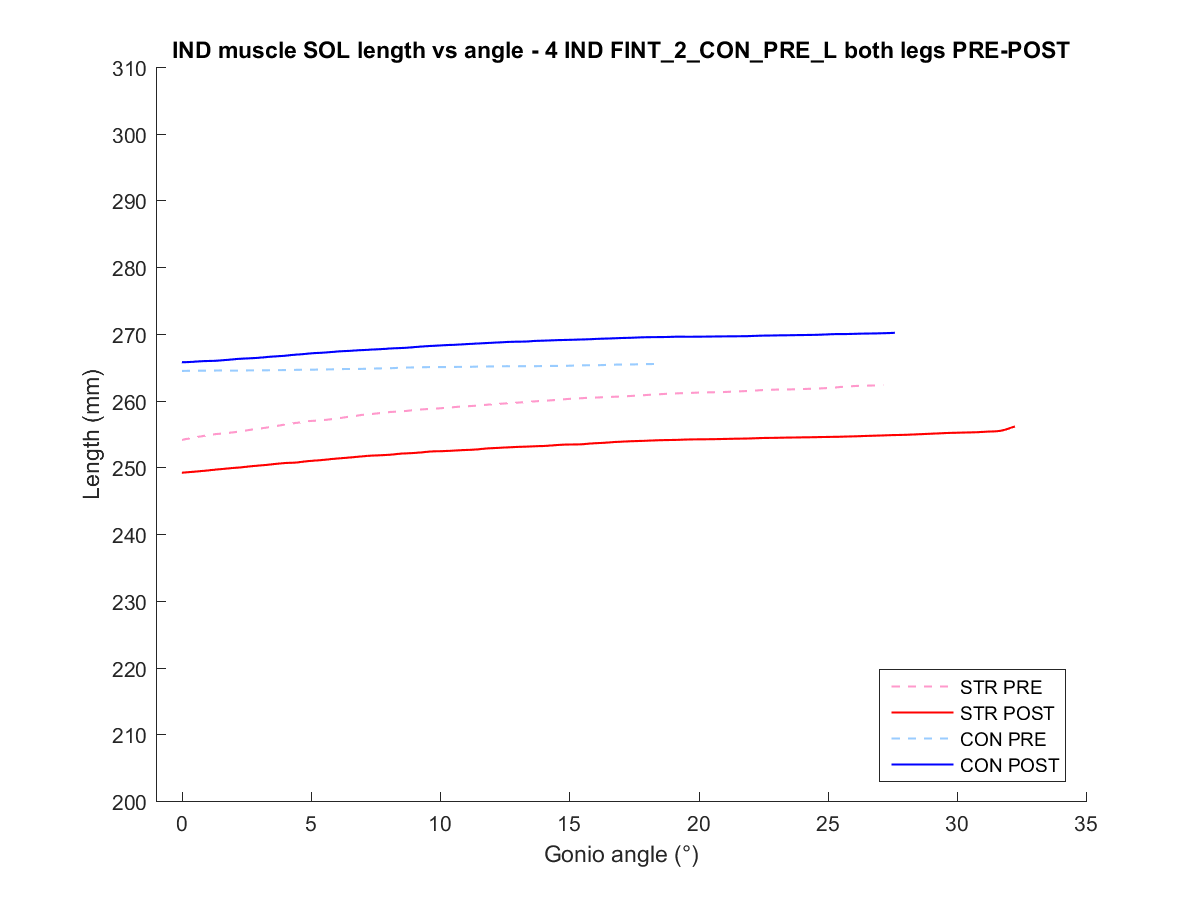 IND muscle SOL length vs angle - 4 IND FINT_2_CON_PRE_L both legs PRE-POST
310
300
290
280
270
260
250
240
230
220
210
200
Length (mm)
0 5 10 15 20 25 30 35
Gonio angle (°)
STR PRE
STR POST
CON PRE
CON POST